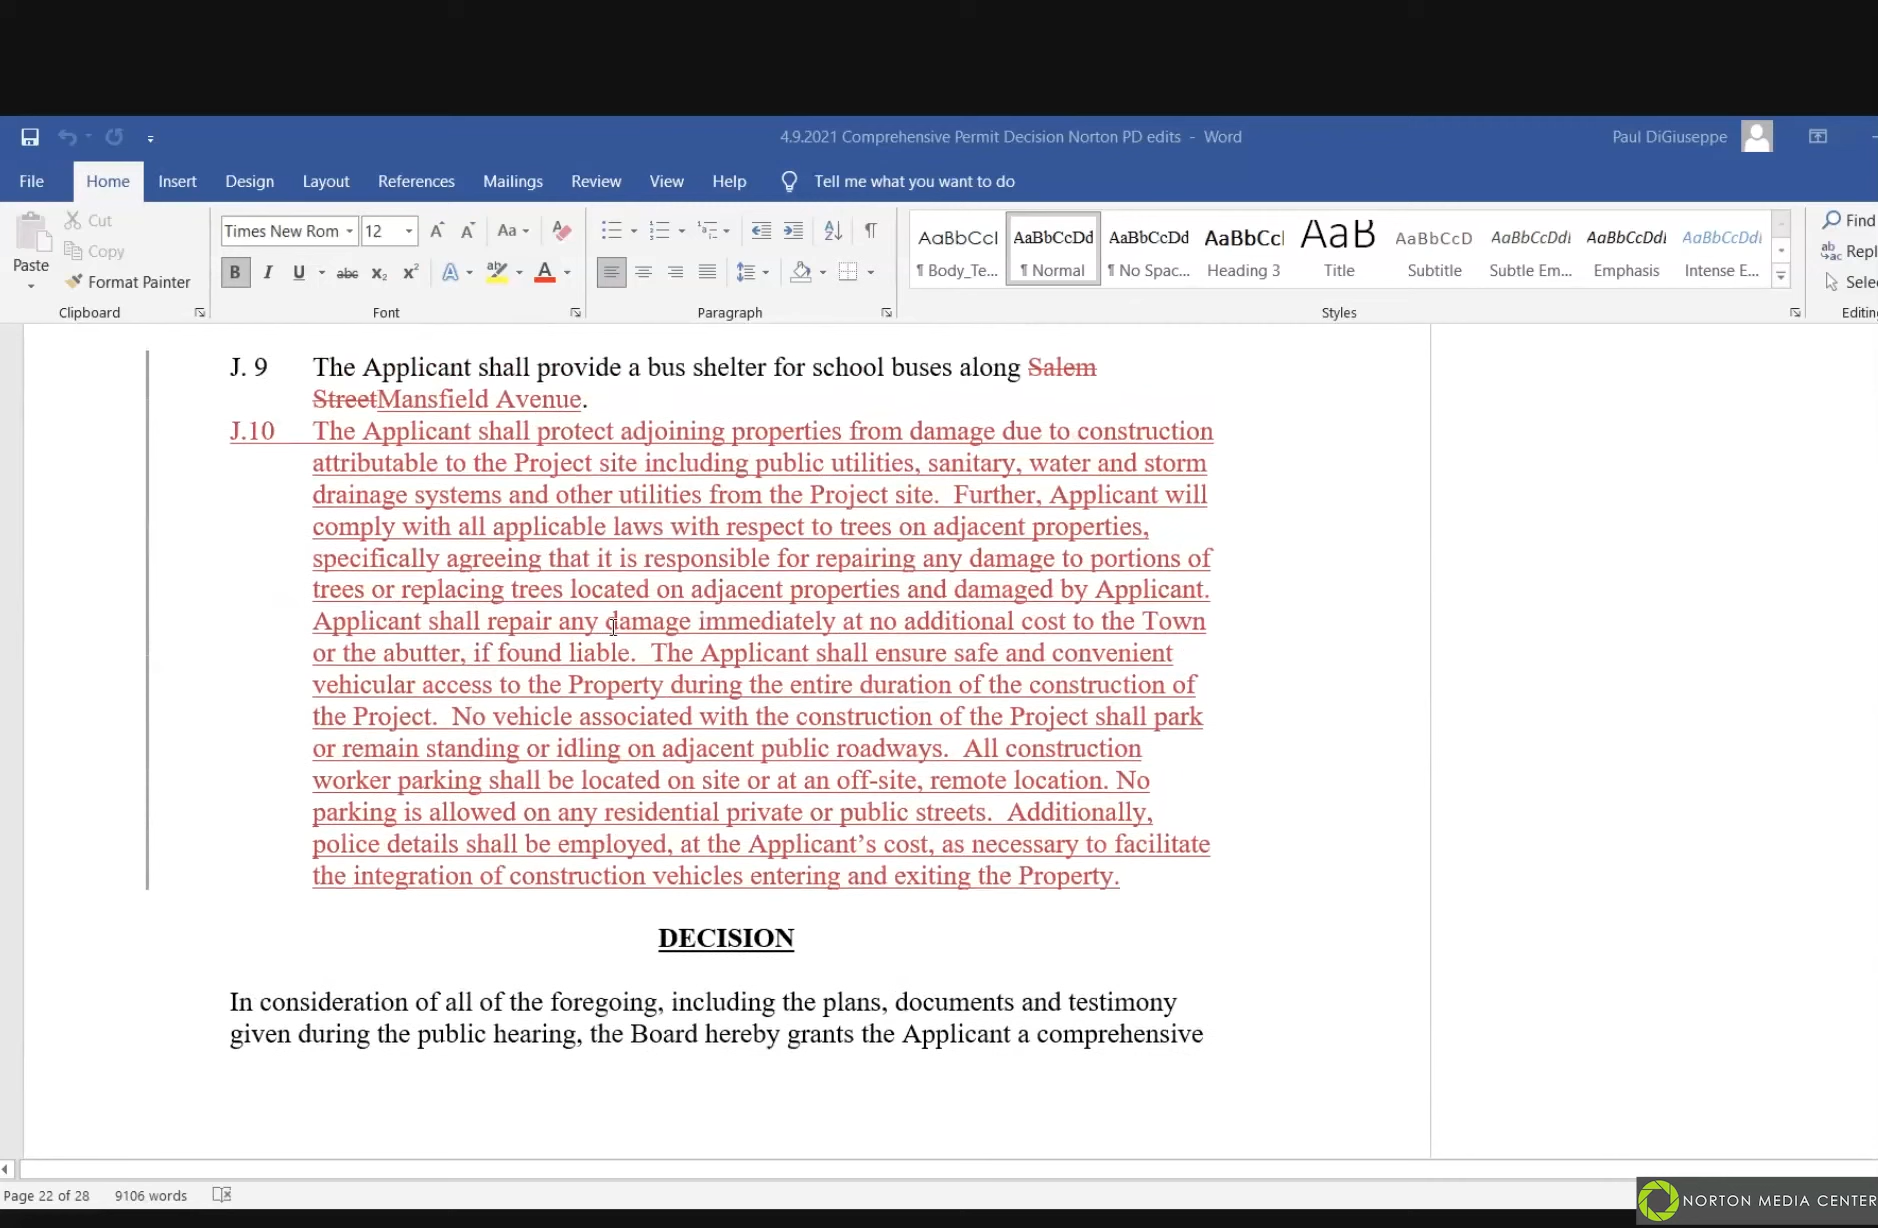 4.9.2021 Comprehensive Permit Decision Norton PD edits - Word
Paul DiGiuseppe
File Home Insert Design Layout References Mailings Review View Help Tell me what you want to do
Paste
Cut
Copy
Format Painter
Clipboard
Times New Rom 12
Font
Paragraph
AaBbCcI AaBbCcDd AaBbCcDd AaBbCcI AaB AaBbCcD AaBbCcDdI AaBbCcDdI AaBbCcDdI
¶ Body_Te... ¶ Normal ¶ No Spac... Heading 3 Title Subtitle Subtle Em... Emphasis Intense E...
Styles
Find
Repl
Sele
Editing
J. 9 The Applicant shall provide a bus shelter for school buses along Salem
StreetMansfield Avenue.
J.10 The Applicant shall protect adjoining properties from damage due to construction
attributable to the Project site including public utilities, sanitary, water and storm
drainage systems and other utilities from the Project site. Further, Applicant will
comply with all applicable laws with respect to trees on adjacent properties,
specifically agreeing that it is responsible for repairing any damage to portions of
trees or replacing trees located on adjacent properties and damaged by Applicant.
Applicant shall repair any damage immediately at no additional cost to the Town
or the abutter, if found liable. The Applicant shall ensure safe and convenient
vehicular access to the Property during the entire duration of the construction of
the Project. No vehicle associated with the construction of the Project shall park
or remain standing or idling on adjacent public roadways. All construction
worker parking shall be located on site or at an off-site, remote location. No
parking is allowed on any residential private or public streets. Additionally,
police details shall be employed, at the Applicant’s cost, as necessary to facilitate
the integration of construction vehicles entering and exiting the Property.
DECISION
In consideration of all of the foregoing, including the plans, documents and testimony
given during the public hearing, the Board hereby grants the Applicant a comprehensive
Page 22 of 28 9106 words
NORTON MEDIA CENTER